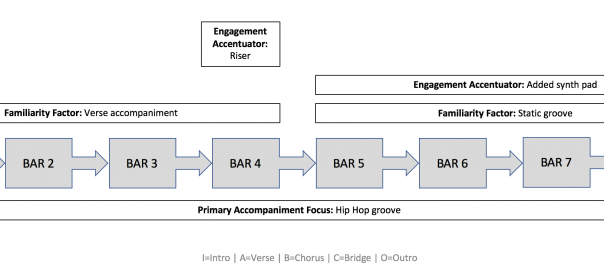 Engagement
Accentuator:
Riser
Engagement Accentuator: Added synth pad
Familiarity Factor: Verse accompaniment
Familiarity Factor: Static groove
BAR 2
BAR 3
BAR 4
BAR 5
BAR 6
BAR 7
Primary Accompaniment Focus: Hip Hop groove
I=Intro | A=Verse | B=Chorus | C=Bridge | O=Outro